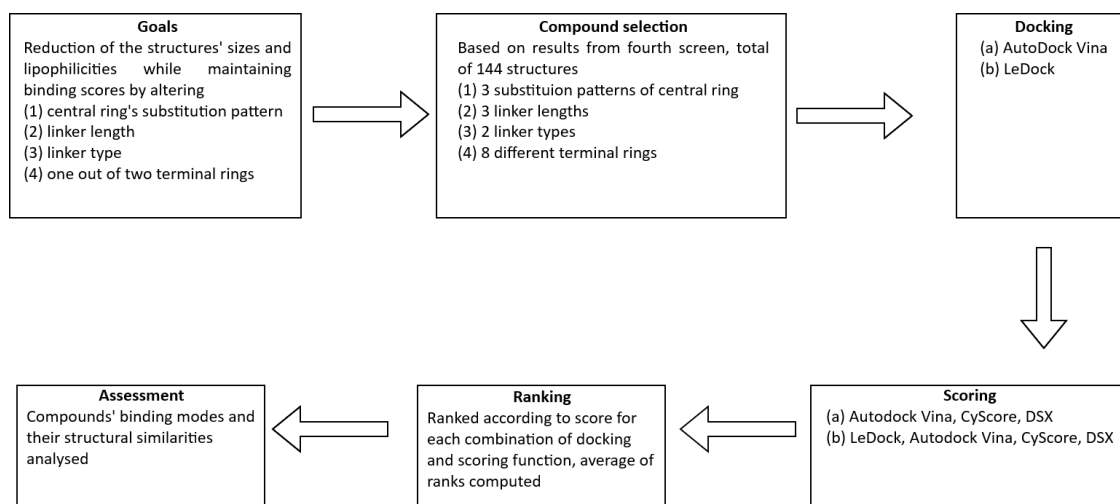 Goals
Reduction of the structures' sizes and
lipophilicities while maintaining
binding scores by altering
(1) central ring's substitution pattern
(2) linker length
(3) linker type
(4) one out of two terminal rings
Compound selection
Based on results from fourth screen, total
of 144 structures
(1) 3 substituion patterns of central ring
(2) 3 linker lengths
(3) 2 linker types
(4) 8 different terminal rings
Docking
(a) AutoDock Vina
(b) LeDock
Scoring
(a) Autodock Vina, CyScore, DSX
(b) LeDock, Autodock Vina, CyScore, DSX
Ranking
Ranked according to score for
each combination of docking
and scoring function, average of
ranks computed
Assessment
Compounds' binding modes and
their structural similarities
analysed